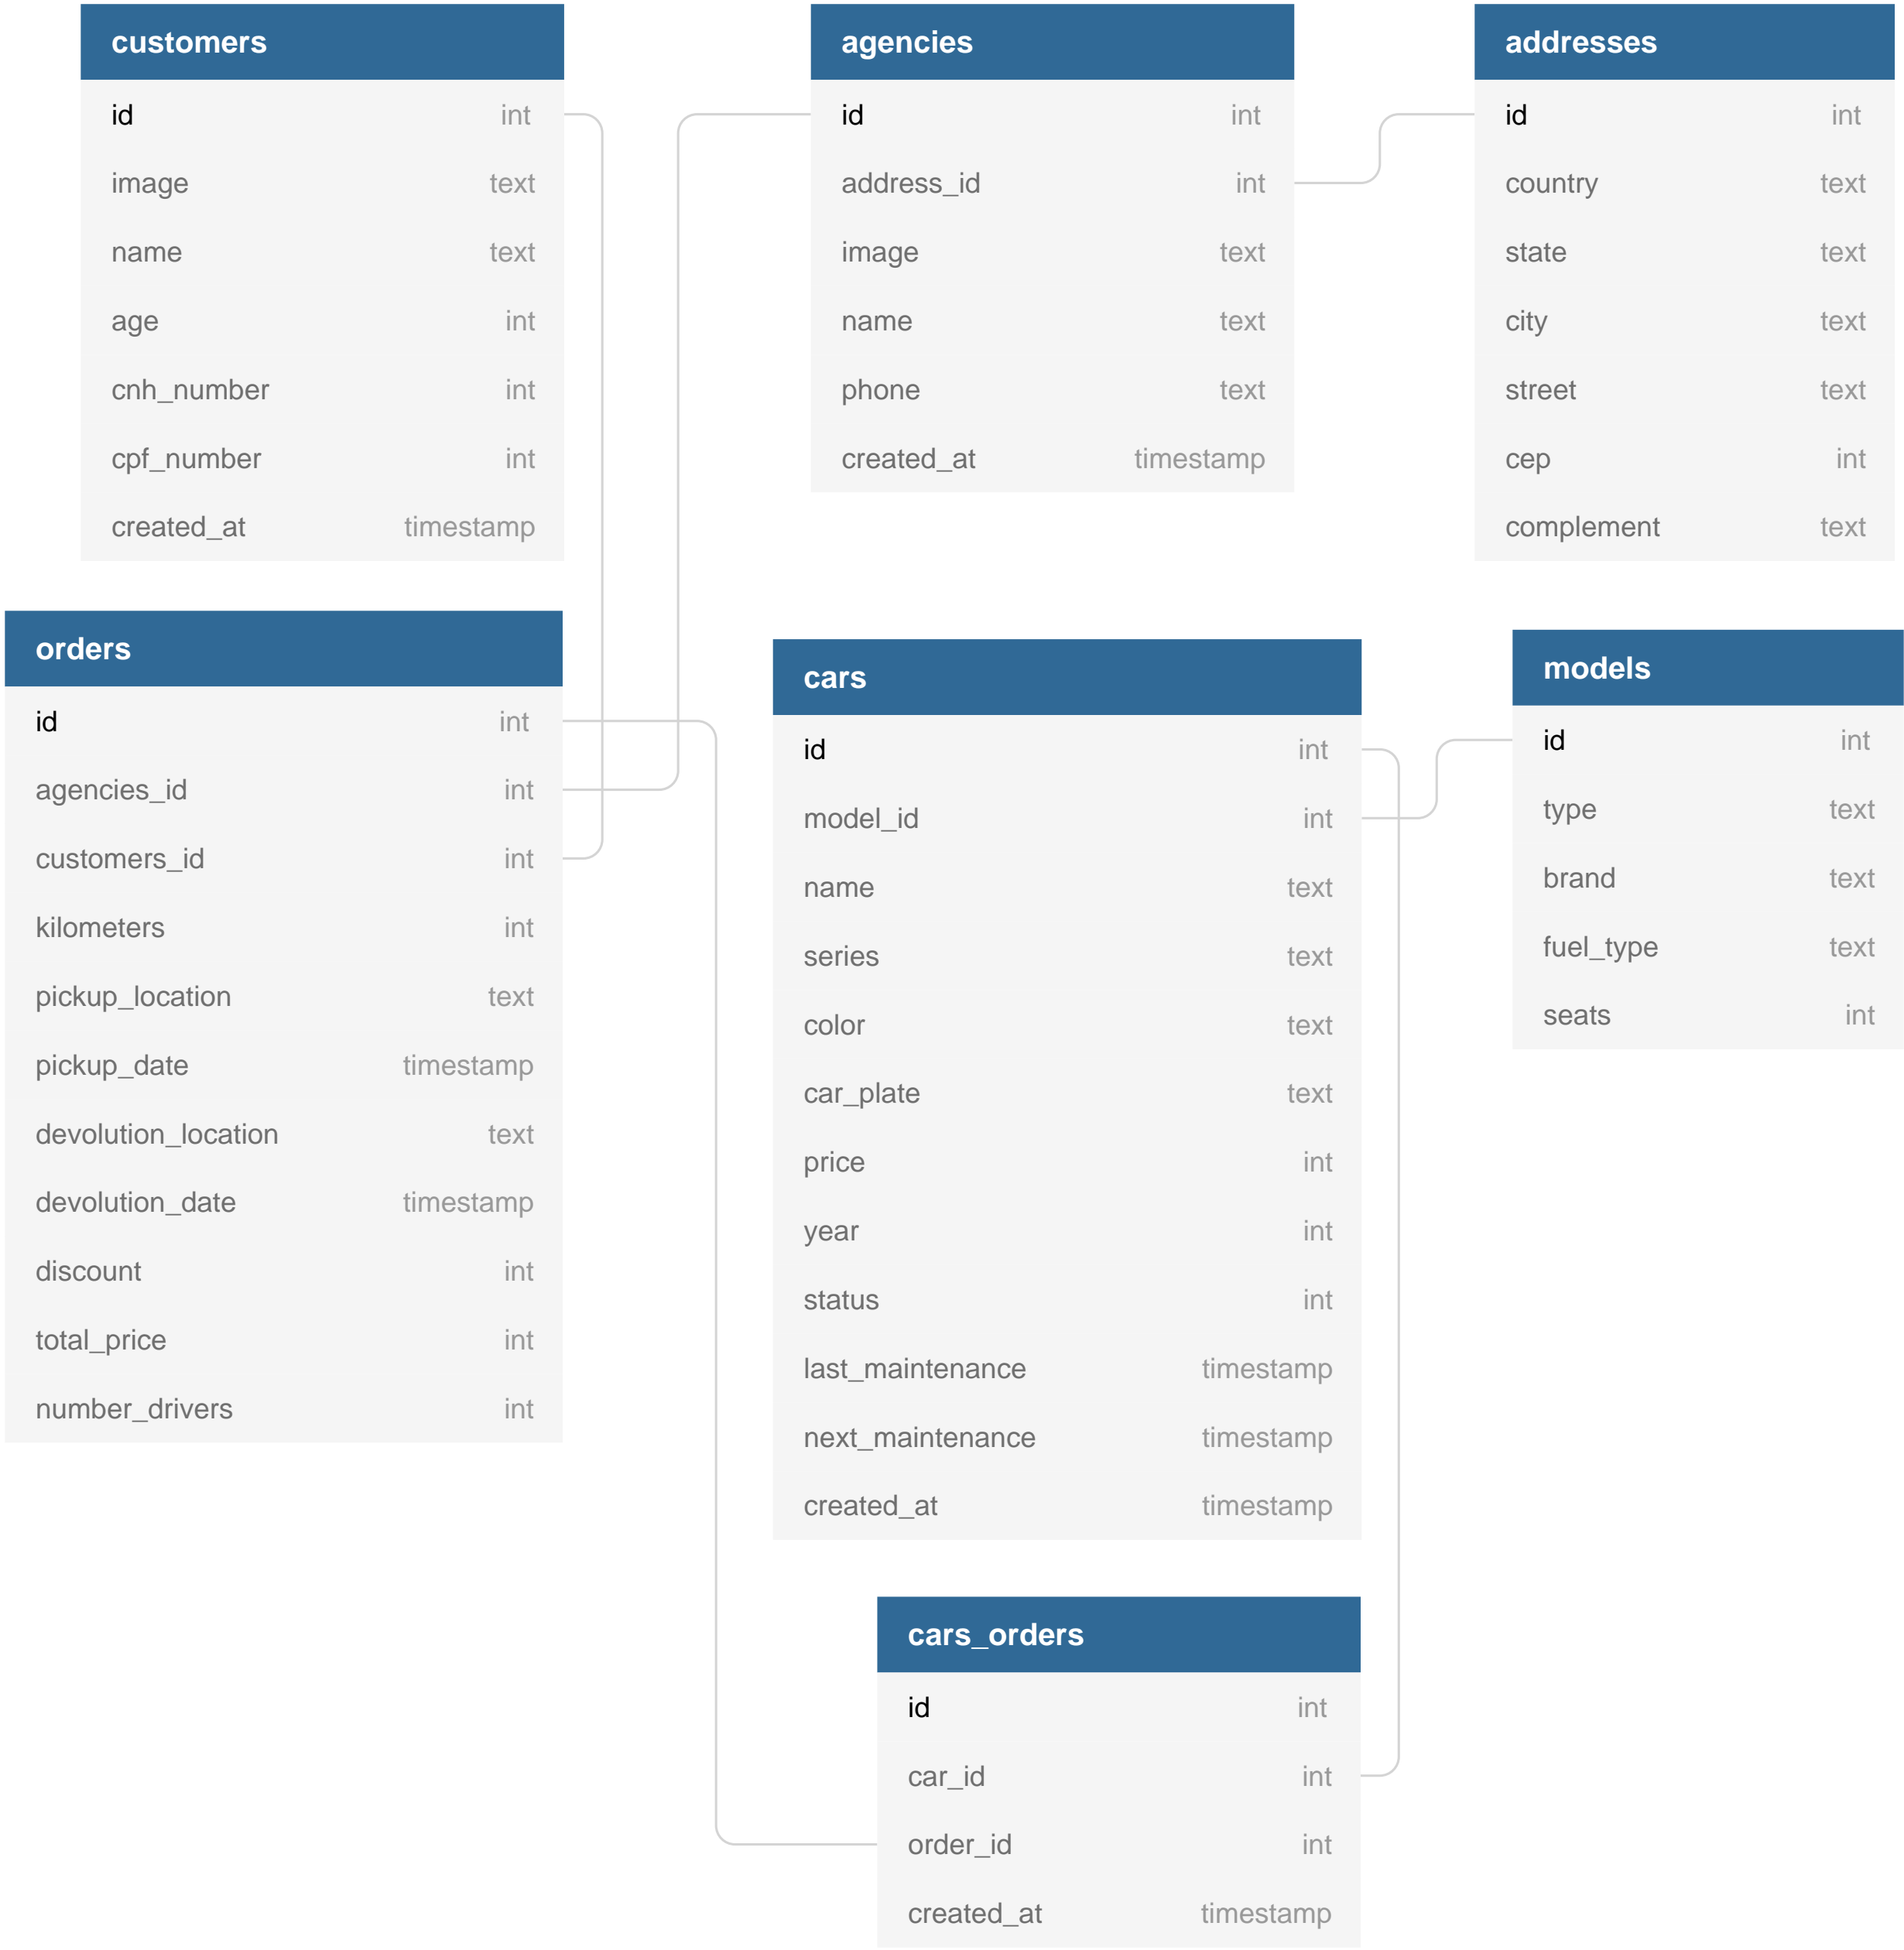 customers
id int
image text
name text
age int
cnh_number int
cpf_number int
created_at timestamp
agencies
id int
address_id int
image text
name text
phone text
created_at timestamp
addresses
id int
country text
state text
city text
street text
cep int
complement text
orders
id int
agencies_id int
customers_id int
kilometers int
pickup_location text
pickup_date timestamp
devolution_location text
devolution_date timestamp
discount int
total_price int
number_drivers int
cars
id int
model_id int
name text
series text
color text
car_plate text
price int
year int
status int
last_maintenance timestamp
next_maintenance timestamp
created_at timestamp
models
id int
type text
brand text
fuel_type text
seats int
cars_orders
id int
car_id int
order_id int
created_at timestamp